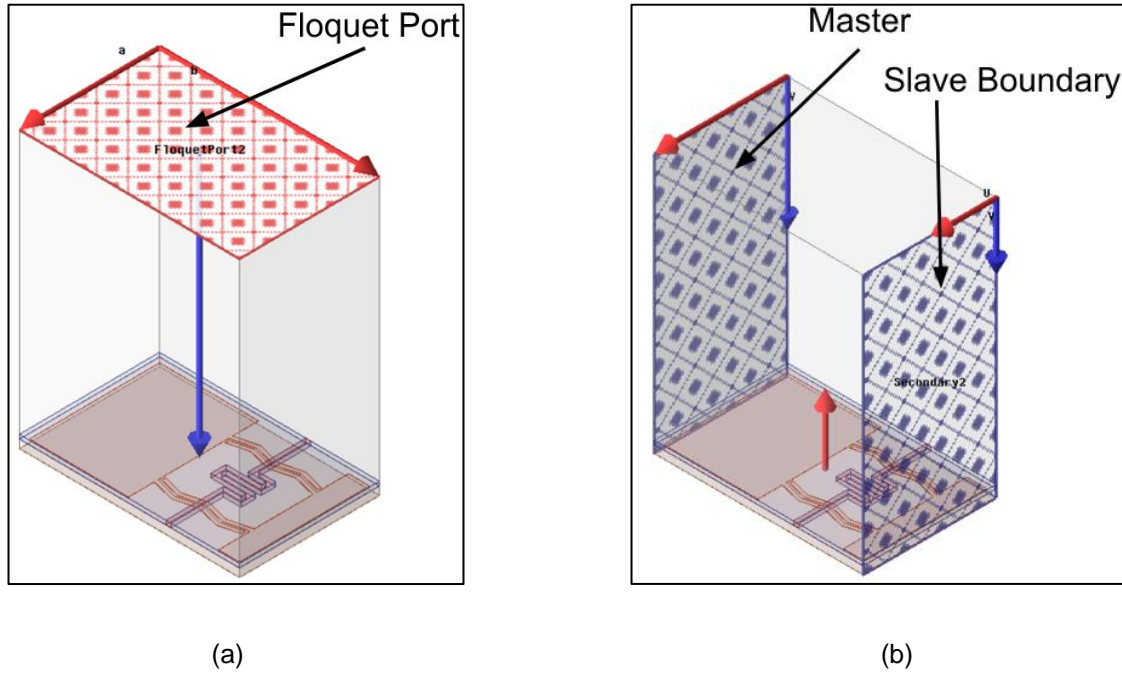 Floquet Port
a
b
FloquetPort2
(a)
Master
Slave Boundary
V
U
V
Secondary2
(b)